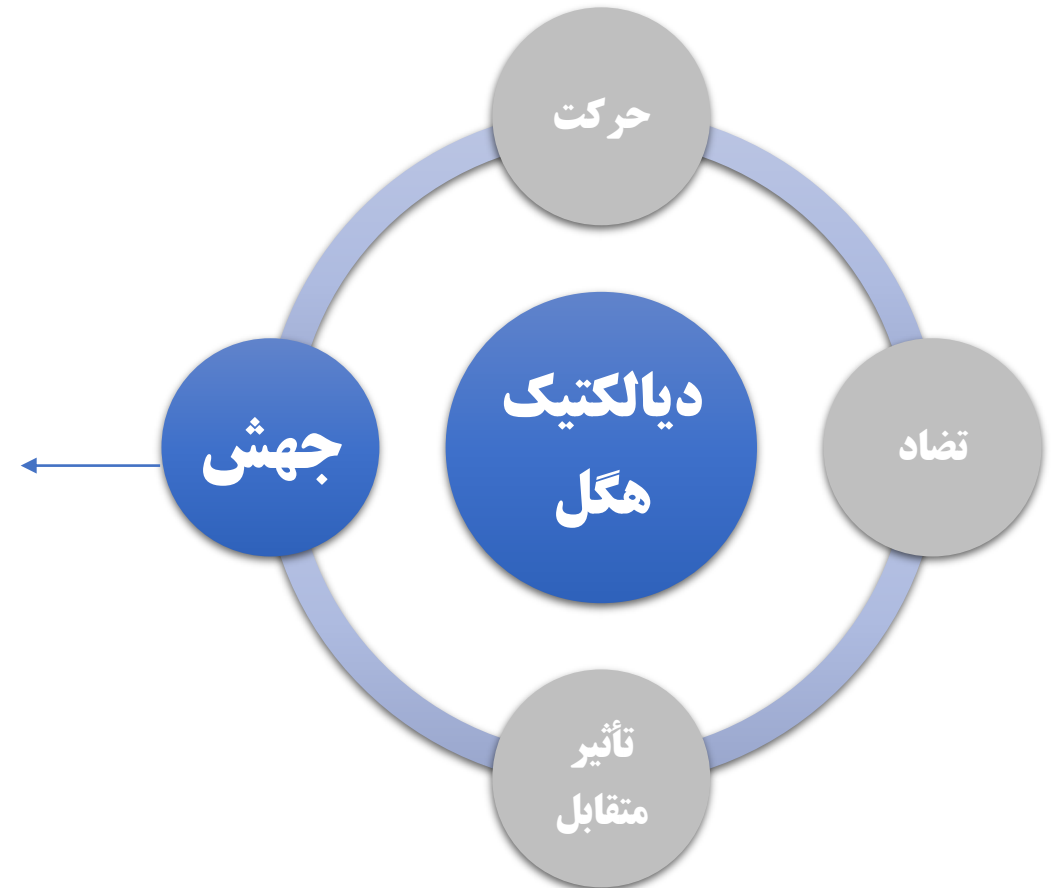 حرکت
تضاد
دیالکتیک
هگل
جهش
تأثیر
متقابل